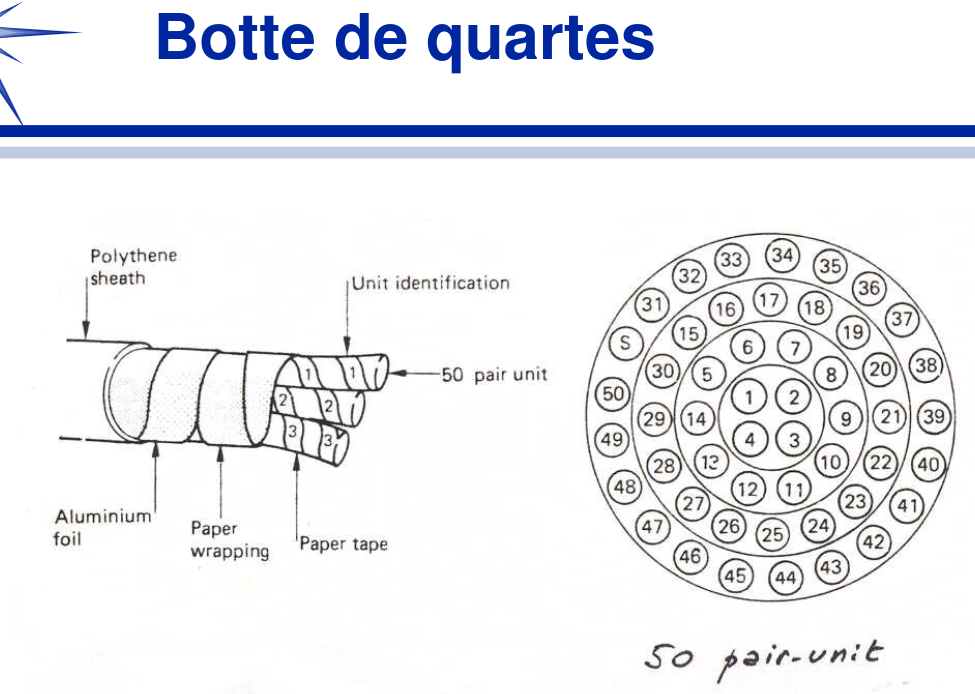 Botte de quartes
Polythene
sheath
Unit identification
50 pair unit
1 1
2 2
3 3
Aluminium
foil
Paper
wrapping
Paper tape
1 2 3 4
5 6 7 8 9 10 11 12 13 14
15 16 17 18 19 20 21 22 23 24 25 26 27 28 29 30
31 32 33 34 35 36 37 38 39 40 41 42 43 44 45 46 47 48 49 50 S
50 pair-unit